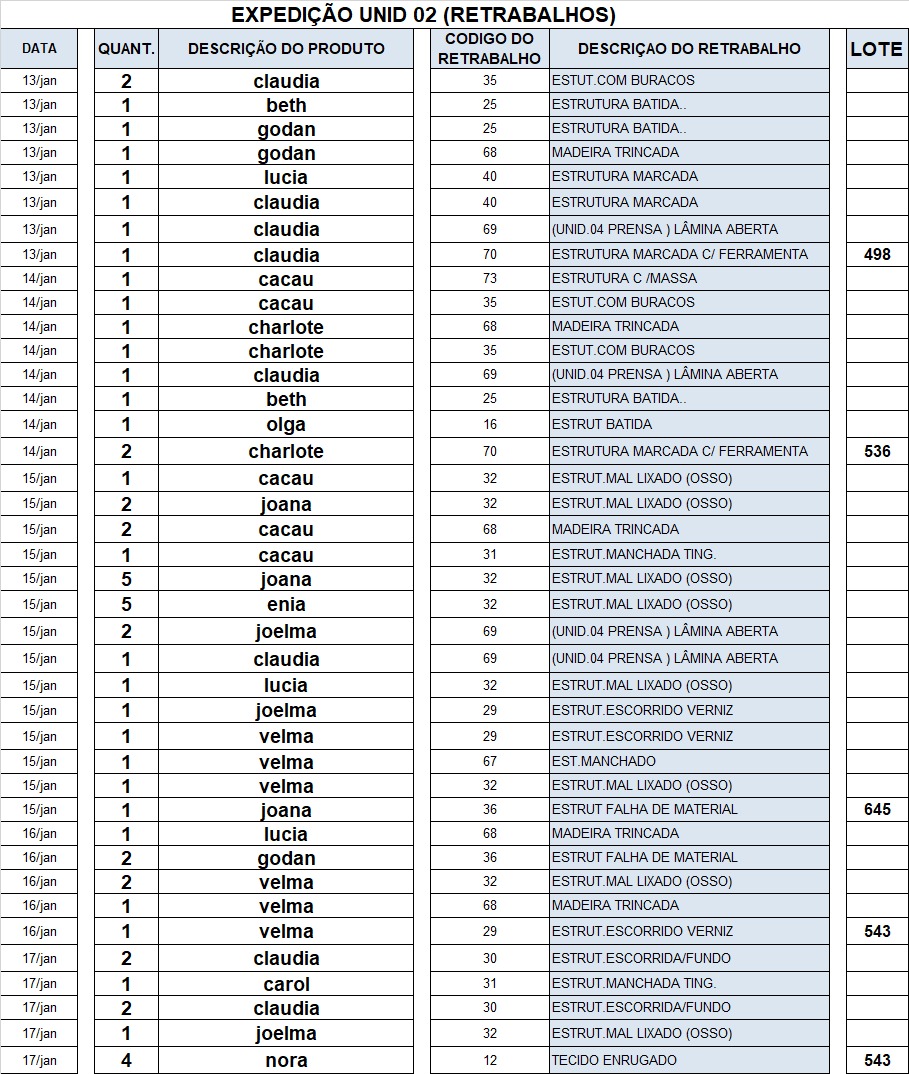 EXPEDIÇÃO UNID 02 (RETRABALHOS)
DATA QUANT. DESCRIÇÃO DO PRODUTO CODIGO DO RETRABALHO DESCRIÇAO DO RETRABALHO LOTE
13/jan 2 claudia 35 ESTUT.COM BURACOS
13/jan 1 beth 25 ESTRUTURA BATIDA..
13/jan 1 godan 25 ESTRUTURA BATIDA..
13/jan 1 godan 68 MADEIRA TRINCADA
13/jan 1 lucia 40 ESTRUTURA MARCADA
13/jan 1 claudia 40 ESTRUTURA MARCADA
13/jan 1 claudia 69 (UNID.04 PRENSA ) LÂMINA ABERTA
13/jan 1 claudia 70 ESTRUTURA MARCADA C/ FERRAMENTA 498
14/jan 1 cacau 73 ESTRUTURA C /MASSA
14/jan 1 cacau 35 ESTUT.COM BURACOS
14/jan 1 charlote 68 MADEIRA TRINCADA
14/jan 1 charlote 35 ESTUT.COM BURACOS
14/jan 1 claudia 69 (UNID.04 PRENSA ) LÂMINA ABERTA
14/jan 1 beth 25 ESTRUTURA BATIDA..
14/jan 1 olga 16 ESTRUT BATIDA
14/jan 2 charlote 70 ESTRUTURA MARCADA C/ FERRAMENTA 536
15/jan 1 cacau 32 ESTRUT.MAL LIXADO (OSSO)
15/jan 2 joana 32 ESTRUT.MAL LIXADO (OSSO)
15/jan 2 cacau 68 MADEIRA TRINCADA
15/jan 1 cacau 31 ESTRUT.MANCHADA TING.
15/jan 5 joana 32 ESTRUT.MAL LIXADO (OSSO)
15/jan 5 enia 32 ESTRUT.MAL LIXADO (OSSO)
15/jan 2 joelma 69 (UNID.04 PRENSA ) LÂMINA ABERTA
15/jan 1 claudia 69 (UNID.04 PRENSA ) LÂMINA ABERTA
15/jan 1 lucia 32 ESTRUT.MAL LIXADO (OSSO)
15/jan 1 joelma 29 ESTRUT.ESCORRIDO VERNIZ
15/jan 1 velma 29 ESTRUT.ESCORRIDO VERNIZ
15/jan 1 velma 67 EST.MANCHADO
15/jan 1 velma 32 ESTRUT.MAL LIXADO (OSSO)
15/jan 1 joana 36 ESTRUT FALHA DE MATERIAL 645
16/jan 1 lucia 68 MADEIRA TRINCADA
16/jan 2 godan 36 ESTRUT FALHA DE MATERIAL
16/jan 2 velma 32 ESTRUT.MAL LIXADO (OSSO)
16/jan 1 velma 68 MADEIRA TRINCADA
16/jan 1 velma 29 ESTRUT.ESCORRIDO VERNIZ 543
17/jan 2 claudia 30 ESTRUT.ESCORRIDA/FUNDO
17/jan 1 carol 31 ESTRUT.MANCHADA TING.
17/jan 2 claudia 30 ESTRUT.ESCORRIDA/FUNDO
17/jan 1 joelma 32 ESTRUT.MAL LIXADO (OSSO)
17/jan 4 nora 12 TECIDO ENRUGADO 543